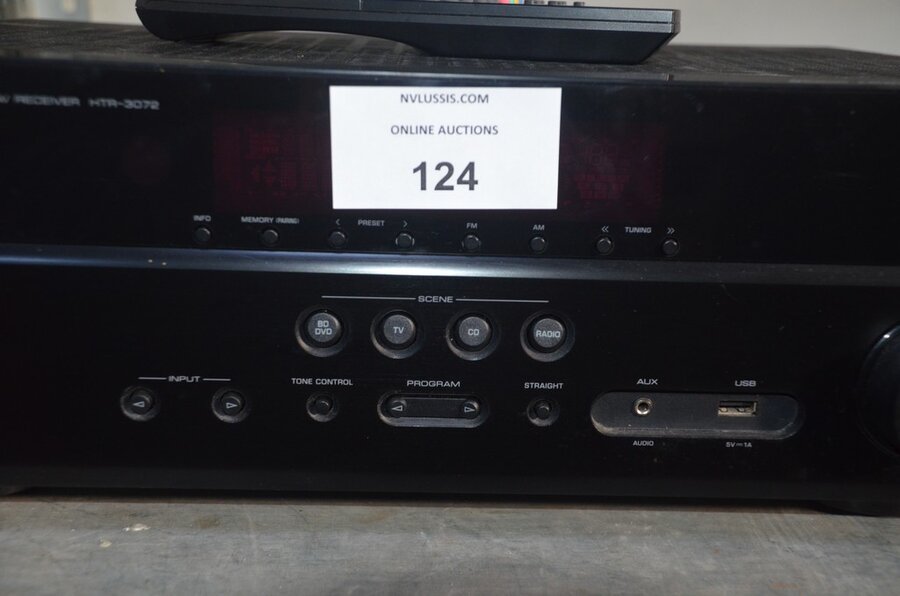 RECEIVER HTR-3072
NVLUSSIS.COM
ONLINE AUCTIONS
124
INFO MEMORY (PAIRING) < PRESET > FM AM << TUNING >>
SCENE
BD DVD TV CD RADIO
INPUT TONE CONTROL PROGRAM STRAIGHT AUX USB
AUDIO 5V⎓1A